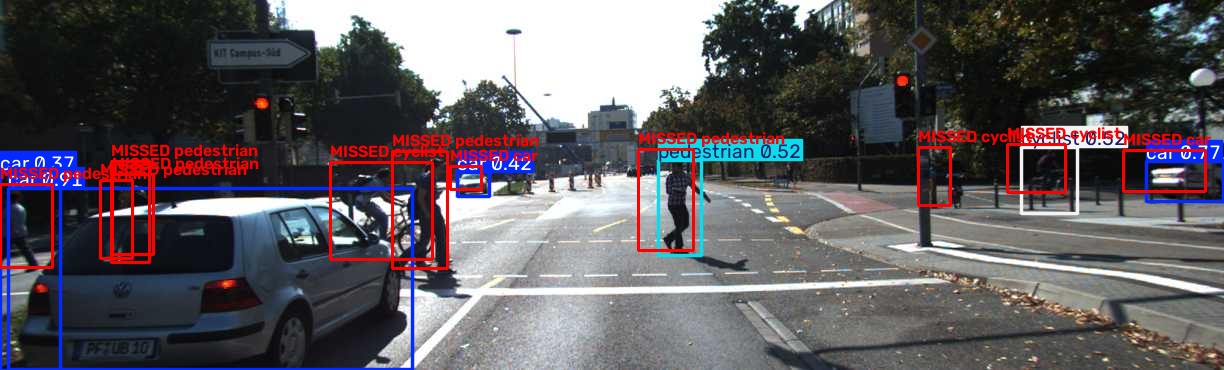 KIT Campus-Süd
MISSED pedestrian
MISSED pedestrian
MISSED pedestrian
MISSED cyclist
MISSED pedestrian
MISSED car
car 0.42
MISSED pedestrian
pedestrian 0.52
MISSED cyclist
MISSED cyclist
cyclist 0.52
MISSED car
car 0.77
car 0.37
car 0.91
PF UB 10